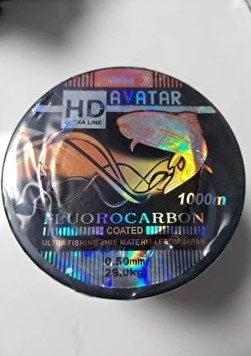 HD AVATAR
ULTRA LINE
1000m
FLUOROCARBON
COATED
ULTRA FISHING LINE MATERIAL FROM JAPAN
0.50mm
29.0kg